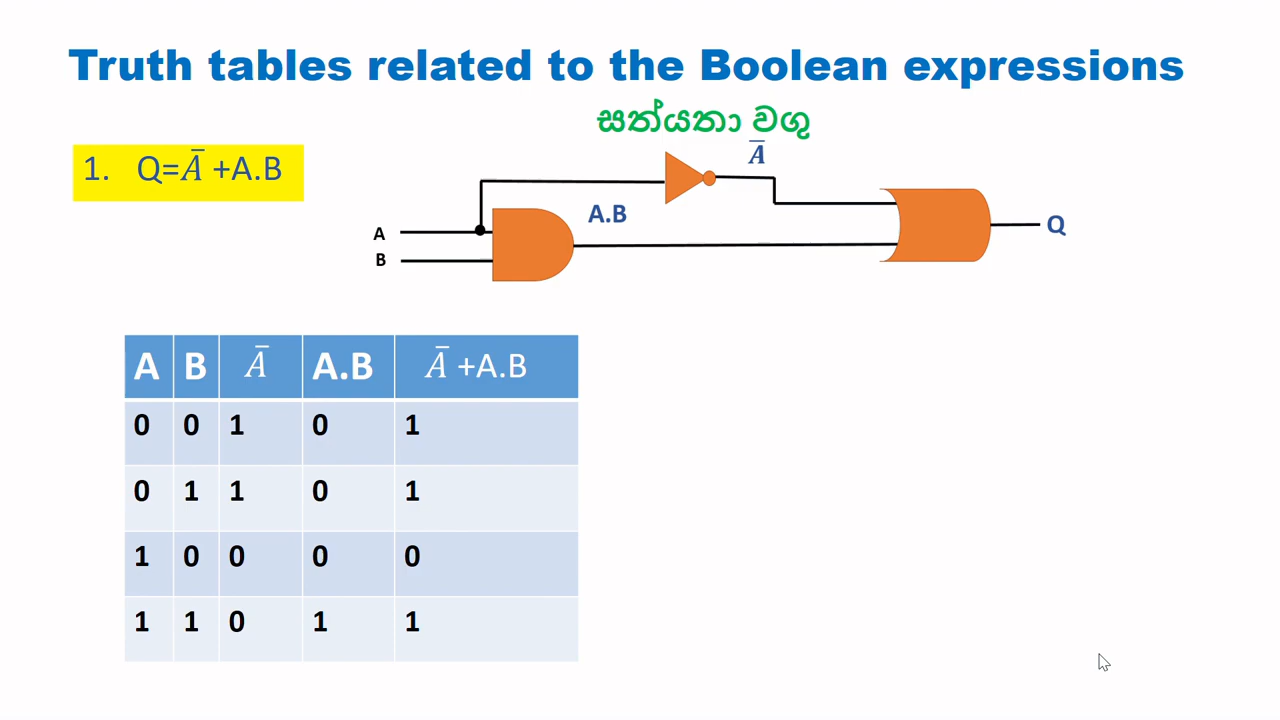 Truth tables related to the Boolean expressions
සත්යතා වගු
1. Q=A̅ +A.B
A̅
A.B
A
B
Q
A B A̅ A.B A̅ +A.B
0 0 1 0 1
0 1 1 0 1
1 0 0 0 0
1 1 0 1 1